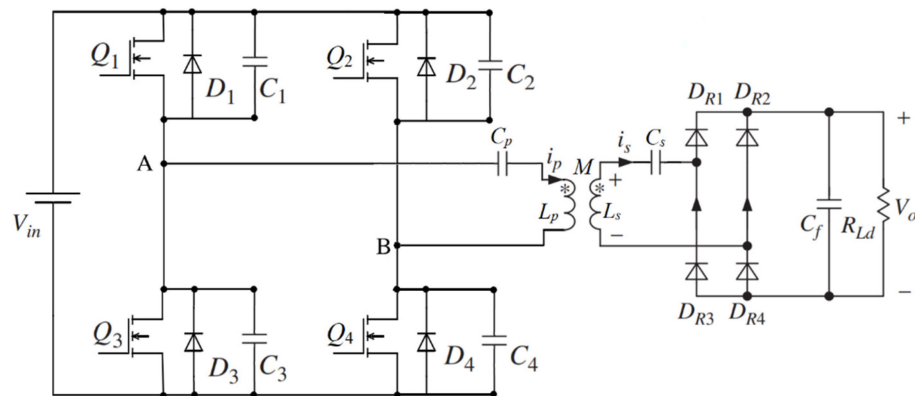 Q1 D1 C1 Q2 D2 C2
DR1 DR2
A Cp ip M is Cs +
Vin * * + Lp Ls Cf RLd Vo
B − −
DR3 DR4
Q3 D3 C3 Q4 D4 C4